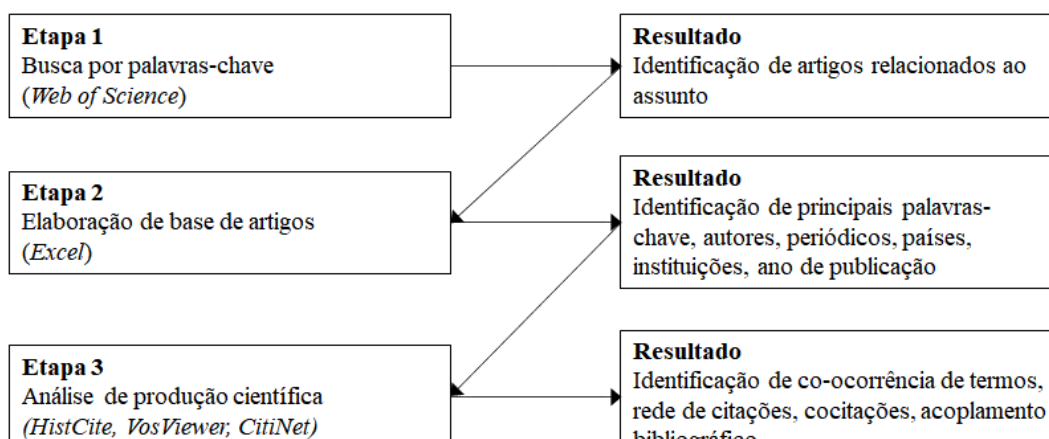 Etapa 1
Busca por palavras-chave
(Web of Science)
Resultado
Identificação de artigos relacionados ao
assunto
Etapa 2
Elaboração de base de artigos
(Excel)
Resultado
Identificação de principais palavras-
chave, autores, periódicos, países,
instituições, ano de publicação
Etapa 3
Análise de produção científica
(HistCite, VosViewer, CitiNet)
Resultado
Identificação de co-ocorrência de termos,
rede de citações, cocitações, acoplamento
bibliográfico